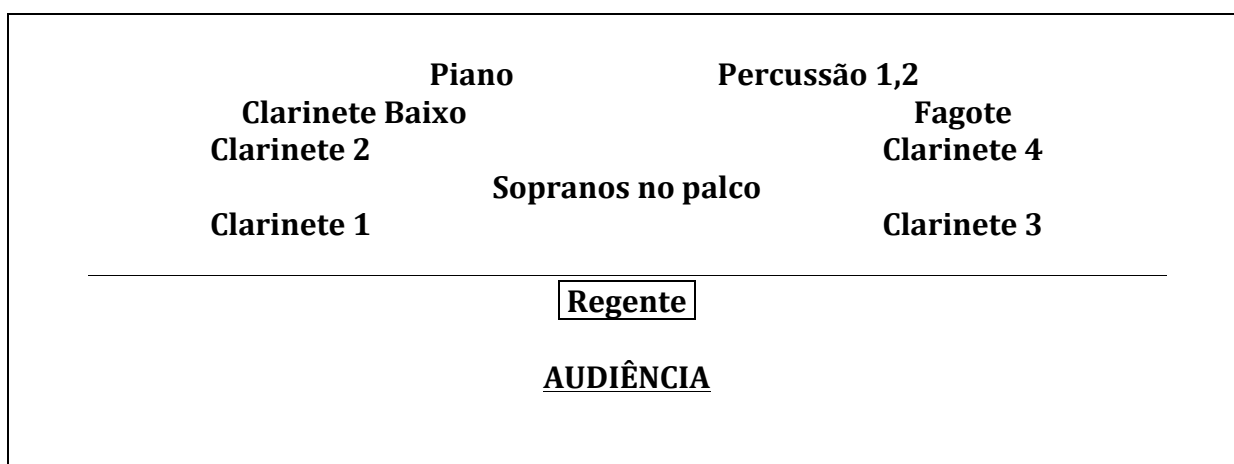 Piano Percussão 1,2
Clarinete Baixo Fagote
Clarinete 2 Clarinete 4
Sopranos no palco
Clarinete 1 Clarinete 3
Regente
AUDIÊNCIA